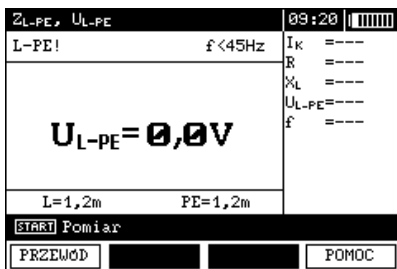 ZL-PE, UL-PE 09:20
L-PE! f<45Hz
IK =---
R =---
XL =---
UL-PE=---
f =---
UL-PE= 0,0V
L=1,2m PE=1,2m
START Pomiar
PRZEWÓD POMOC